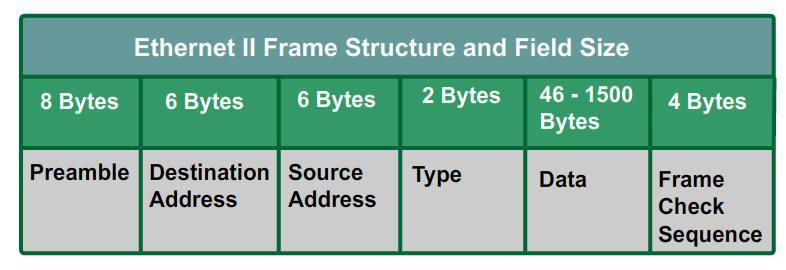 Ethernet II Frame Structure and Field Size
8 Bytes
6 Bytes
6 Bytes
2 Bytes
46 - 1500
Bytes
4 Bytes
Preamble
Destination
Address
Source
Address
Type
Data
Frame
Check
Sequence